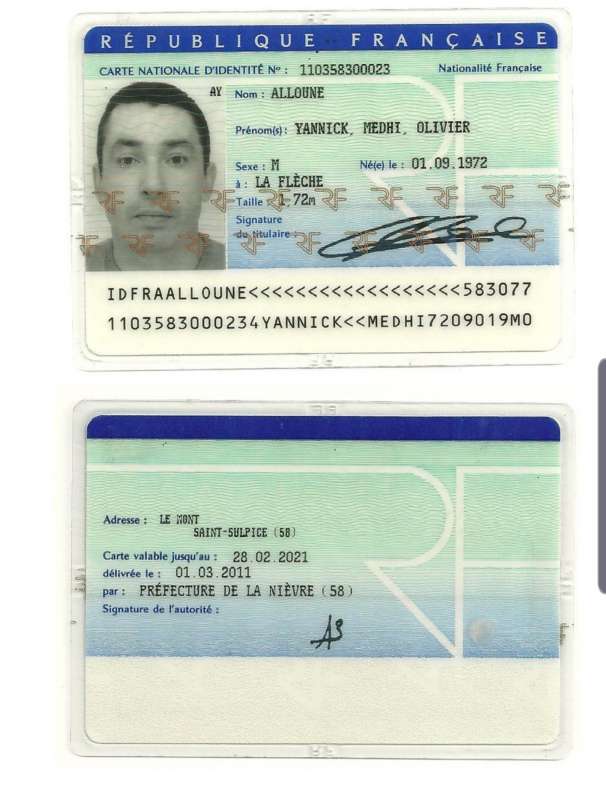 RÉPUBLIQUE FRANÇAISE
CARTE NATIONALE D'IDENTITÉ Nº : 110358300023 Nationalité Française
AY Nom : ALLOUNE
Prénom(s) : YANNICK, MEDHI, OLIVIER
Sexe : M Né(e) le : 01.09.1972
à : LA FLÈCHE
Taille : 1,72m
Signature
du titulaire :
IDFRAALLOUNE<<<<<<<<<<<<<<<<<<583077
1103583000234YANNICK<<MEDHI7209019M0
Adresse : LE MONT
SAINT-SULPICE (58)
Carte valable jusqu'au : 28.02.2021
délivrée le : 01.03.2011
par : PRÉFECTURE DE LA NIÈVRE (58)
Signature de l'autorité :